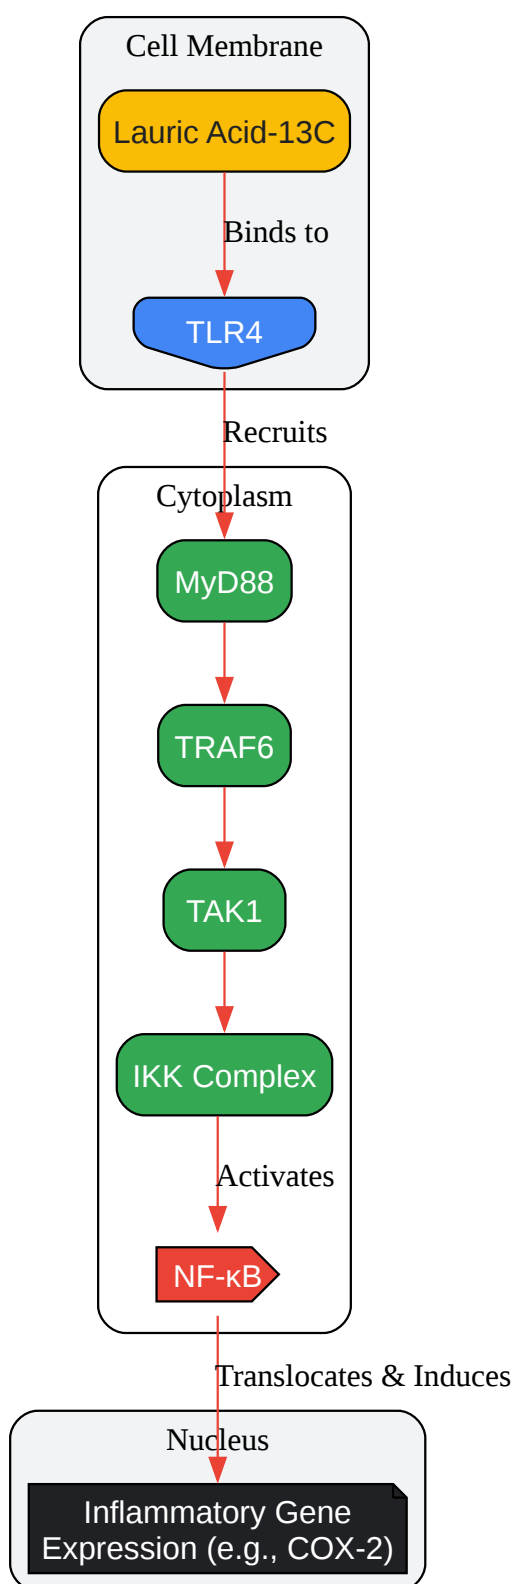 Cell Membrane
Lauric Acid-13C
Binds to
TLR4
Recruits
Cytoplasm
MyD88
TRAF6
TAK1
IKK Complex
Activates
NF-κB
Translocates & Induces
Nucleus
Inflammatory Gene
Expression (e.g., COX-2)